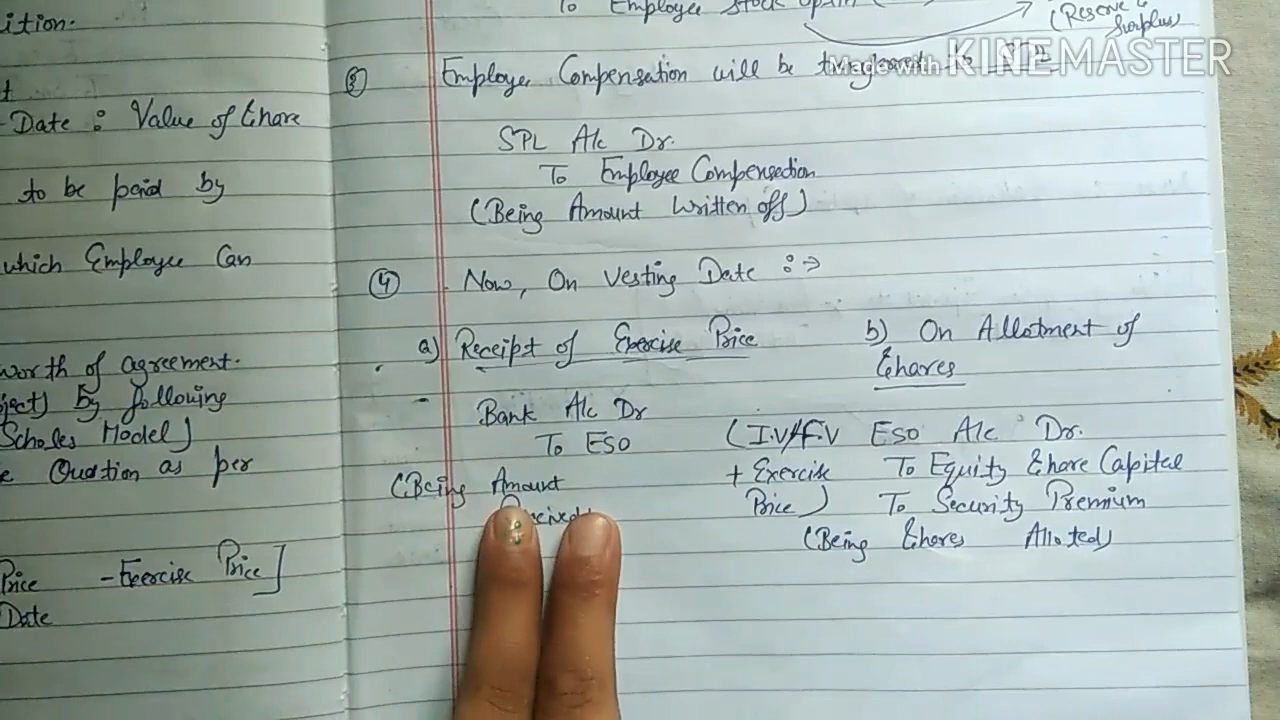 ition.
t
-Date : Value of Share
to be paid by
which Employee Can
worth of agreement.
ject) by following
Scholes Model)
e Question as per
Price - Exercise Price]
Date
To Employee Stock Option
(Reserve &
Surplus)
③ Employee Compensation will be to
Made with KINEMASTER
SPL A/c Dr.
To Employee Compensation
(Being Amount Written off)
④ Now, On Vesting Date :→
a) Receipt of Exercise Price
Bank A/c Dr
To ESO
(Being Amount
b) On Allotment of
Shares
(I.V/F.V ESO A/c Dr.
+ Exercise To Equity Share Capital
Price) To Security Premium
(Being Shares Alloted)